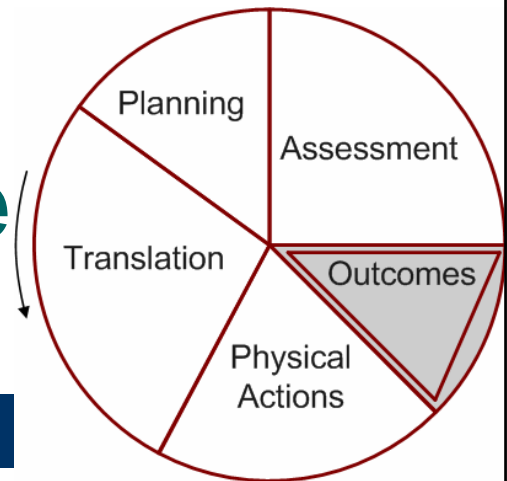 Planning
Assessment
e
Translation
Outcomes
Physical
Actions